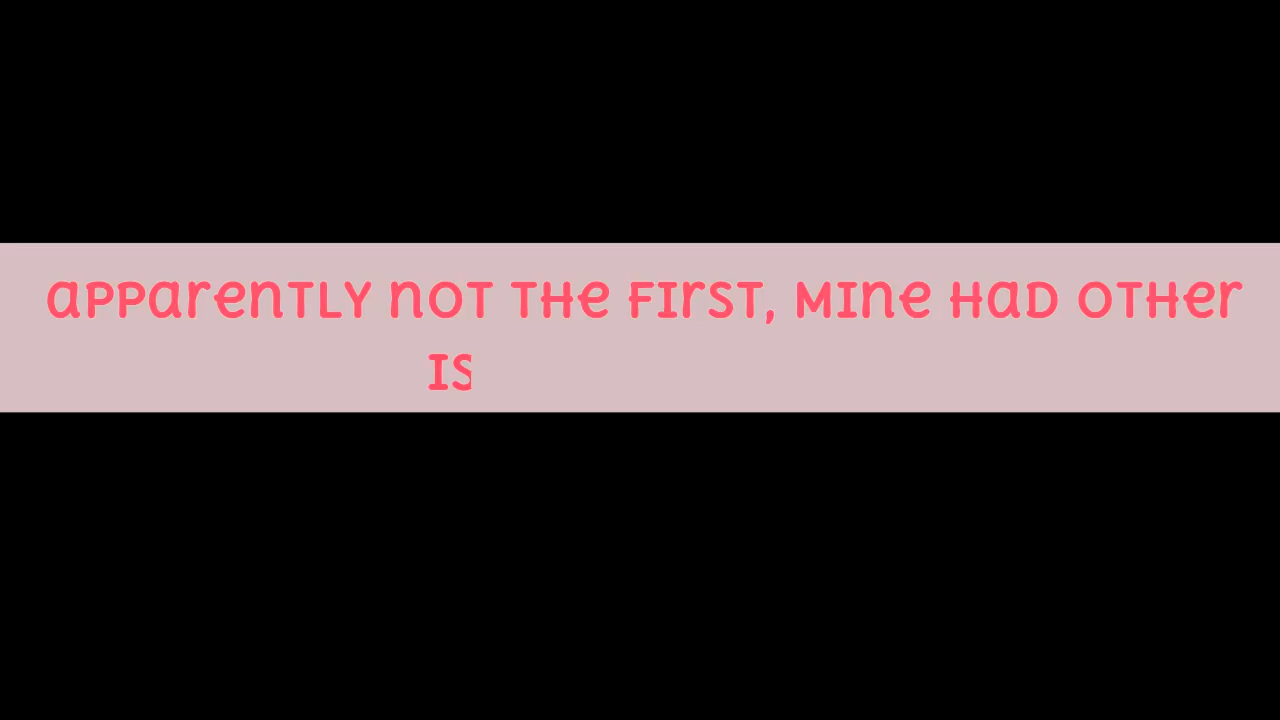 apparently not the first, mine had other
is